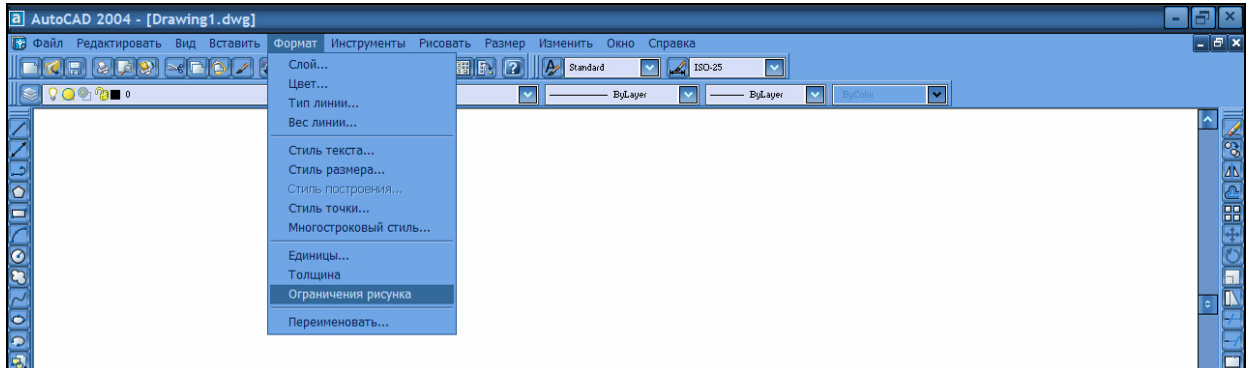 a AutoCAD 2004 - [Drawing1.dwg]
Файл Редактировать Вид Вставить Формат Инструменты Рисовать Размер Изменить Окно Справка
Standard ISO-25
0 ByLayer ByLayer ByColor
Слой...
Цвет...
Тип линии...
Вес линии...
Стиль текста...
Стиль размера...
Стиль построения...
Стиль точки...
Многостроковый стиль...
Единицы...
Толщина
Ограничения рисунка
Переименовать...